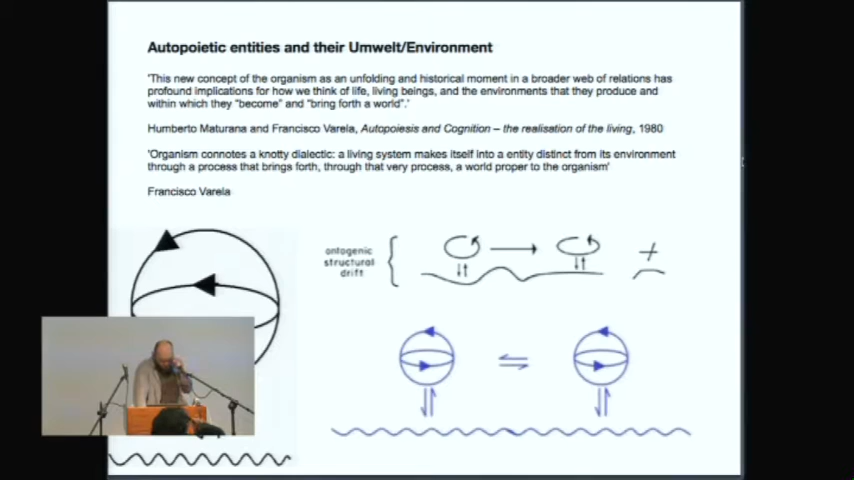 Autopoietic entities and their Umwelt/Environment
'This new concept of the organism as an unfolding and historical moment in a broader web of relations has
profound implications for how we think of life, living beings, and the environments that they produce and
within which they "become" and "bring forth a world".'
Humberto Maturana and Francisco Varela, Autopoiesis and Cognition – the realisation of the living, 1980
'Organism connotes a knotty dialectic: a living system makes itself into a entity distinct from its environment
through a process that brings forth, through that very process, a world proper to the organism'
Francisco Varela
ontogenic
structural
drift